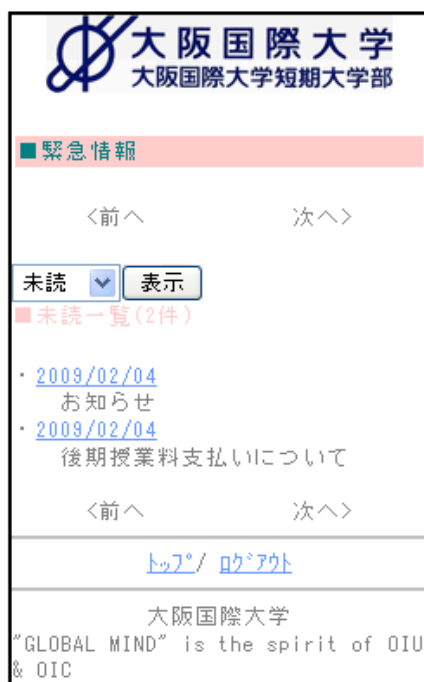 大阪国際大学
大阪国際大学短期大学部
■緊急情報
<前へ 次へ>
未読 表示
■未読一覧(2件)
・2009/02/04
お知らせ
・2009/02/04
後期授業料支払いについて
<前へ 次へ>
ﾄｯﾌﾟ/ ﾛｸﾞｱｳﾄ
大阪国際大学
"GLOBAL MIND" is the spirit of OIU
& OIC